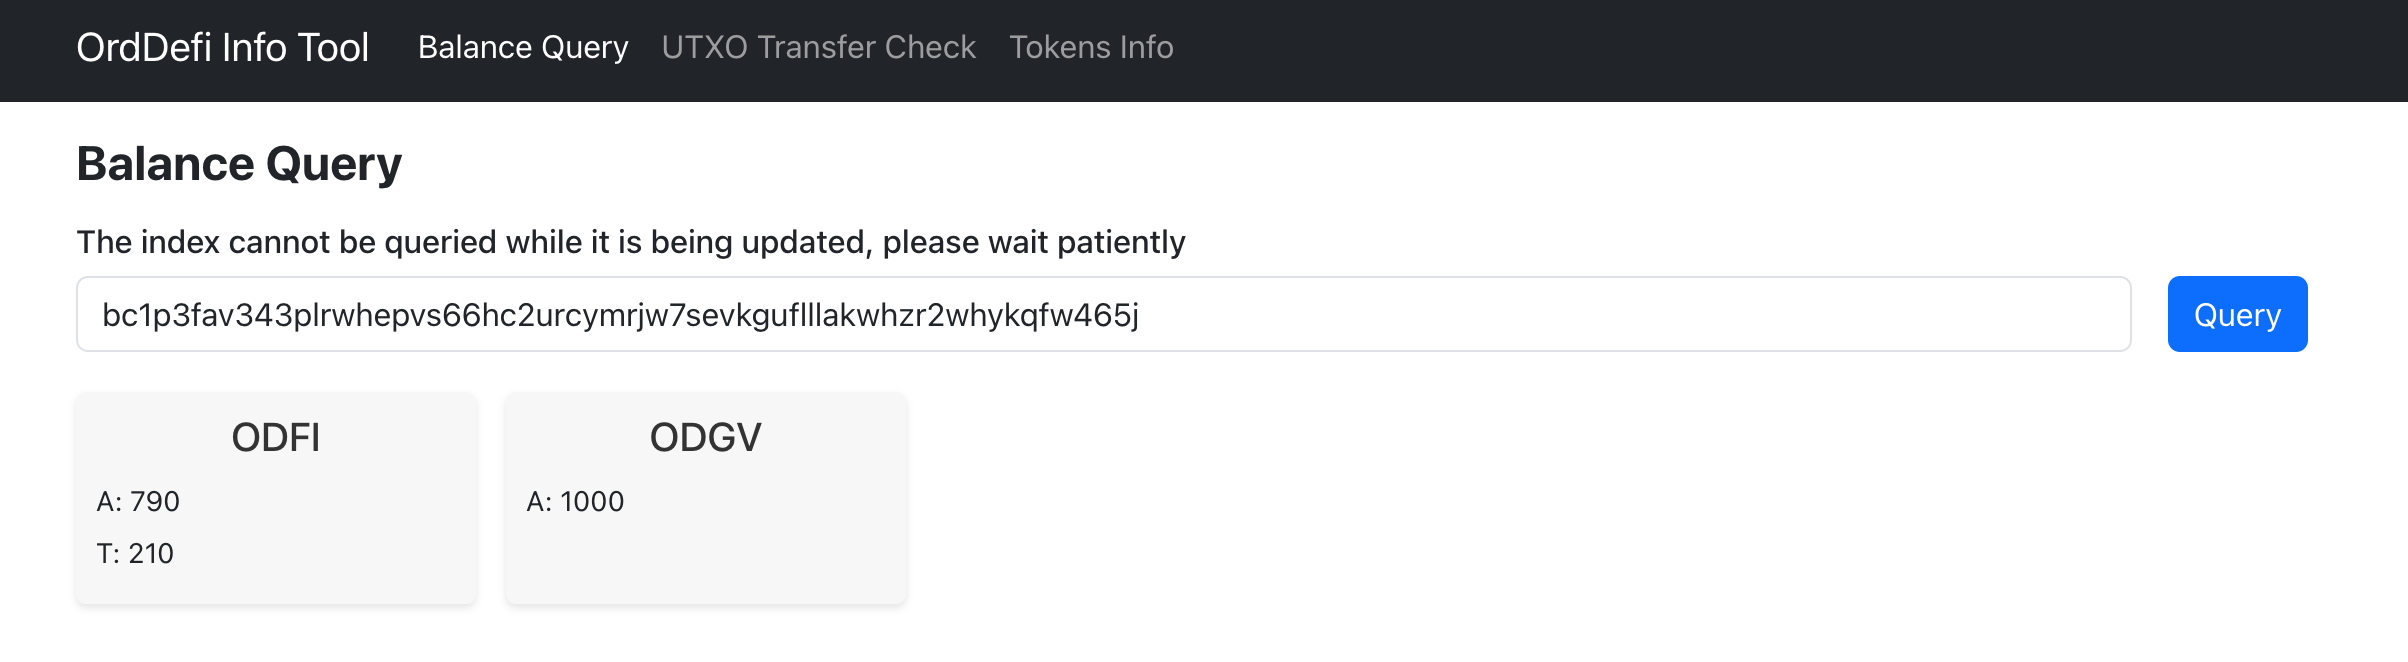 OrdDefi Info Tool Balance Query UTXO Transfer Check Tokens Info
Balance Query
The index cannot be queried while it is being updated, please wait patiently
bc1p3fav343plrwhepvs66hc2urcymrjw7sevkguflllakwhzr2whykqfw465j Query
ODFI
A: 790
T: 210
ODGV
A: 1000